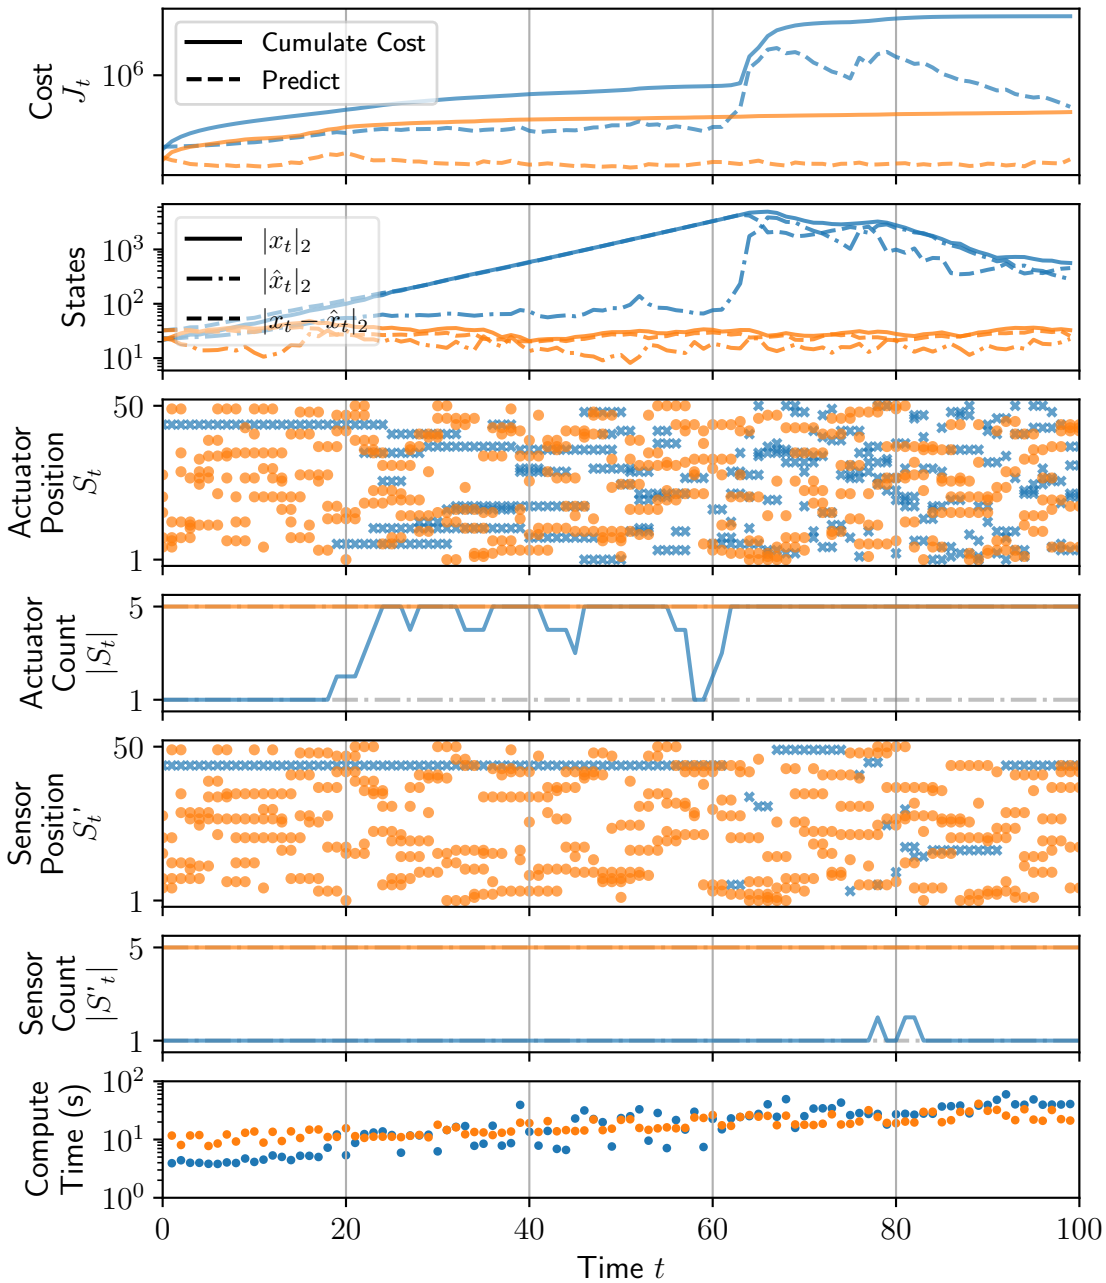 Cost
J_t
10^6
Cumulate Cost
Predict
States
10^3
10^2
10^1
|x_t|_2
|x̂_t|_2
|x_t − x̂_t|_2
Actuator
Position
S_t
50
1
Actuator
Count
|S_t|
5
1
Sensor
Position
S'_t
50
1
Sensor
Count
|S'_t|
5
1
Compute
Time (s)
10^2
10^1
10^0
0 20 40 60 80 100
Time t